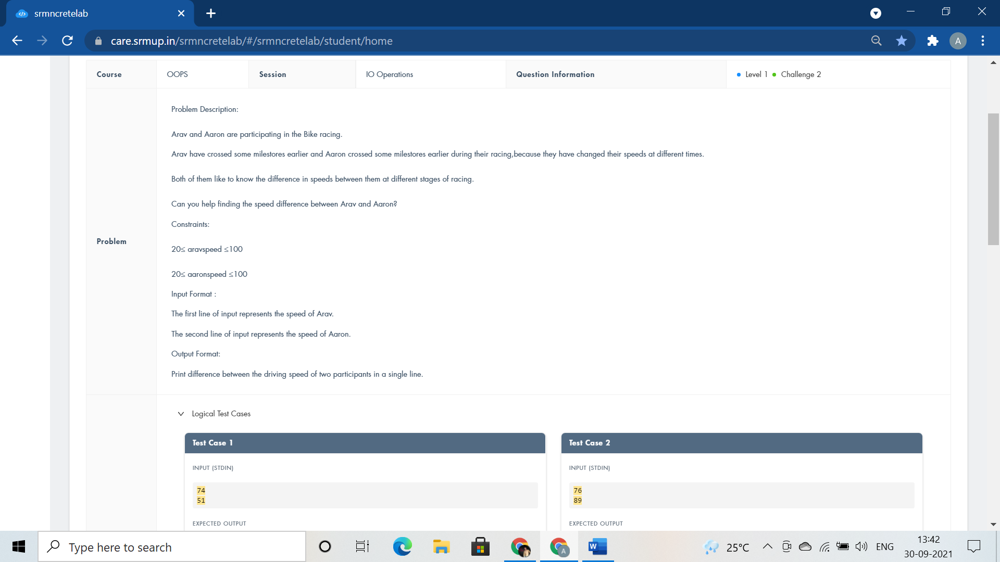 srmncretelab
care.srmup.in/srmncretelab/#/srmncretelab/student/home
A
Course OOPS Session IO Operations Question Information Level 1 Challenge 2
Problem
Problem Description:
Arav and Aaron are participating in the Bike racing.
Arav have crossed some milestores earlier and Aaron crossed some milestores earlier during their racing,because they have changed their speeds at different times.
Both of them like to know the difference in speeds between them at different stages of racing.
Can you help finding the speed difference between Arav and Aaron?
Constraints:
20≤ aravspeed ≤100
20≤ aaronspeed ≤100
Input Format :
The first line of input represents the speed of Arav.
The second line of input represents the speed of Aaron.
Output Format:
Print difference between the driving speed of two participants in a single line.
Logical Test Cases
Test Case 1
INPUT (STDIN)
74
51
EXPECTED OUTPUT
Test Case 2
INPUT (STDIN)
76
89
EXPECTED OUTPUT
Type here to search
A
W
25°C
ENG
13:42
30-09-2021